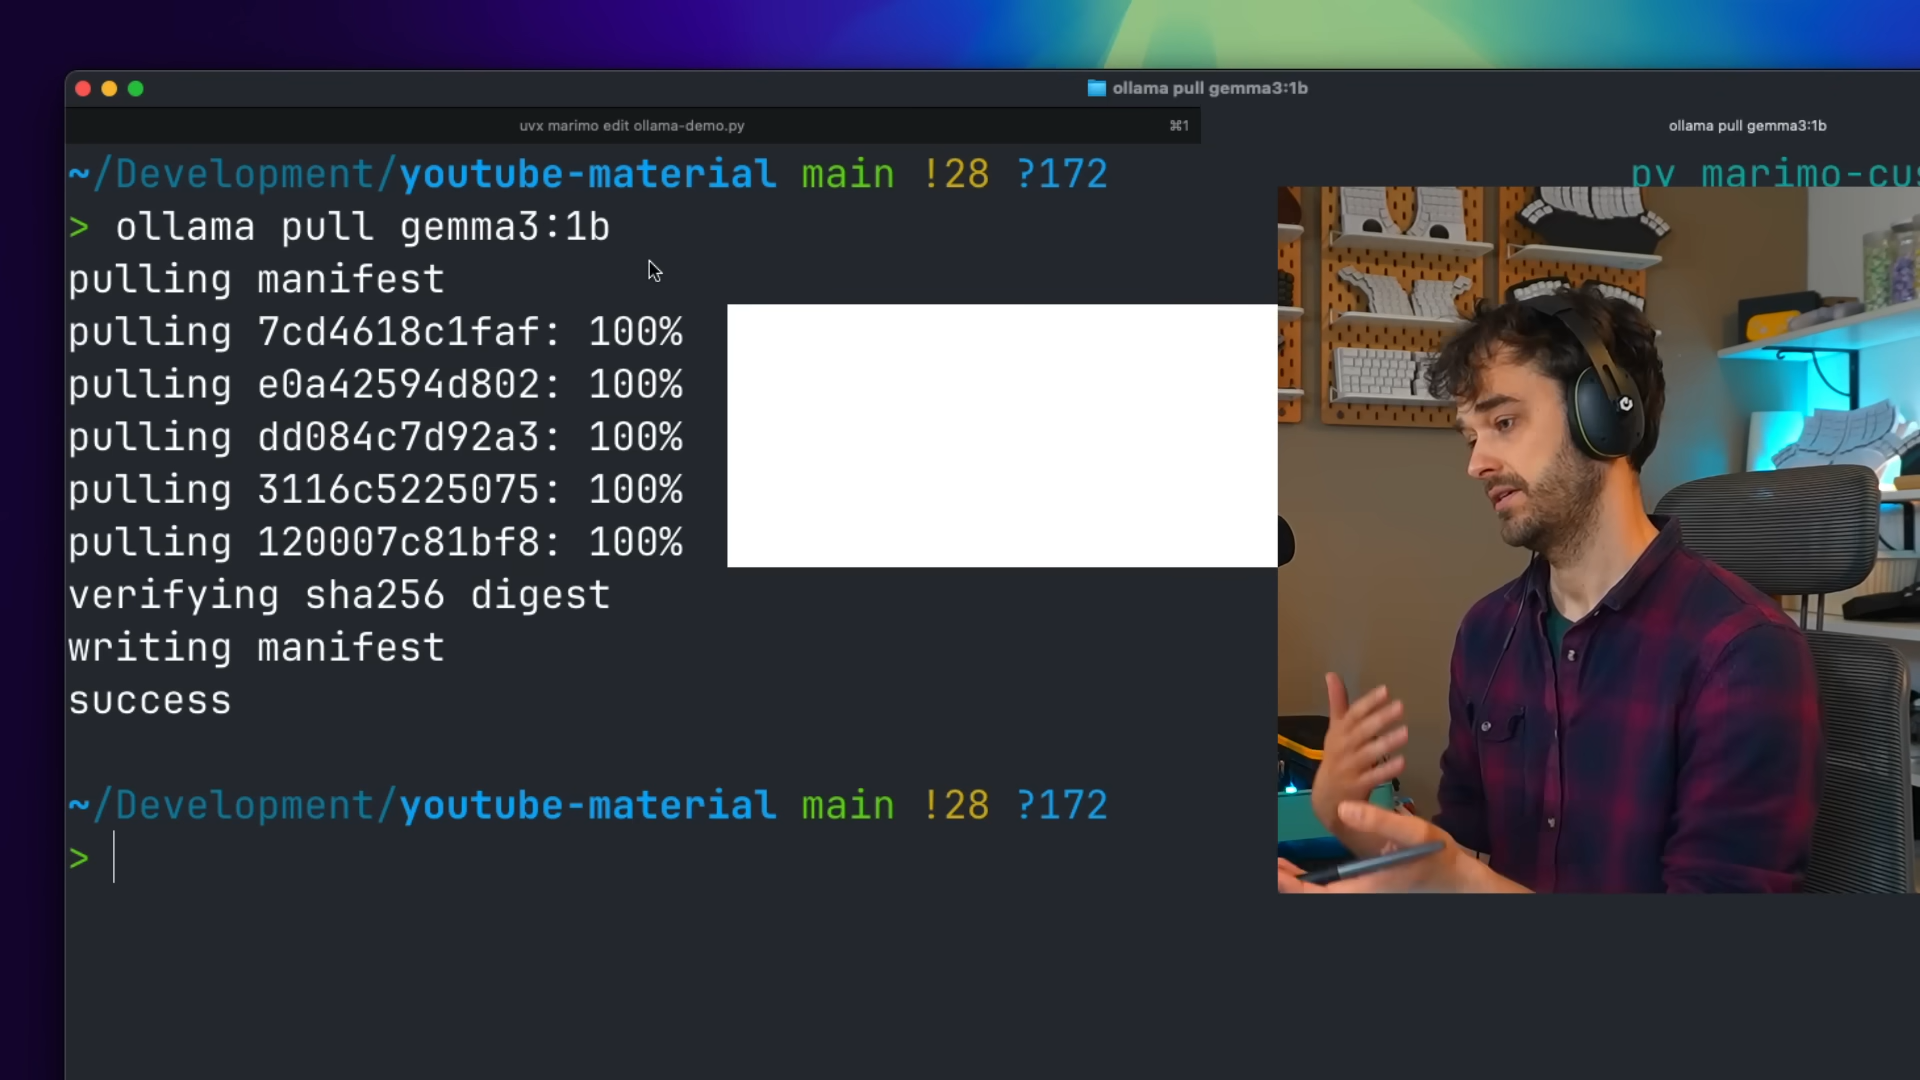 ollama pull gemma3:1b
uvx marimo edit ollama-demo.py ⌘1 ollama pull gemma3:1b
~/Development/youtube-material main !28 ?172
> ollama pull gemma3:1b
pulling manifest
pulling 7cd4618c1faf: 100%
pulling e0a42594d802: 100%
pulling dd084c7d92a3: 100%
pulling 3116c5225075: 100%
pulling 120007c81bf8: 100%
verifying sha256 digest
writing manifest
success
~/Development/youtube-material main !28 ?172
>